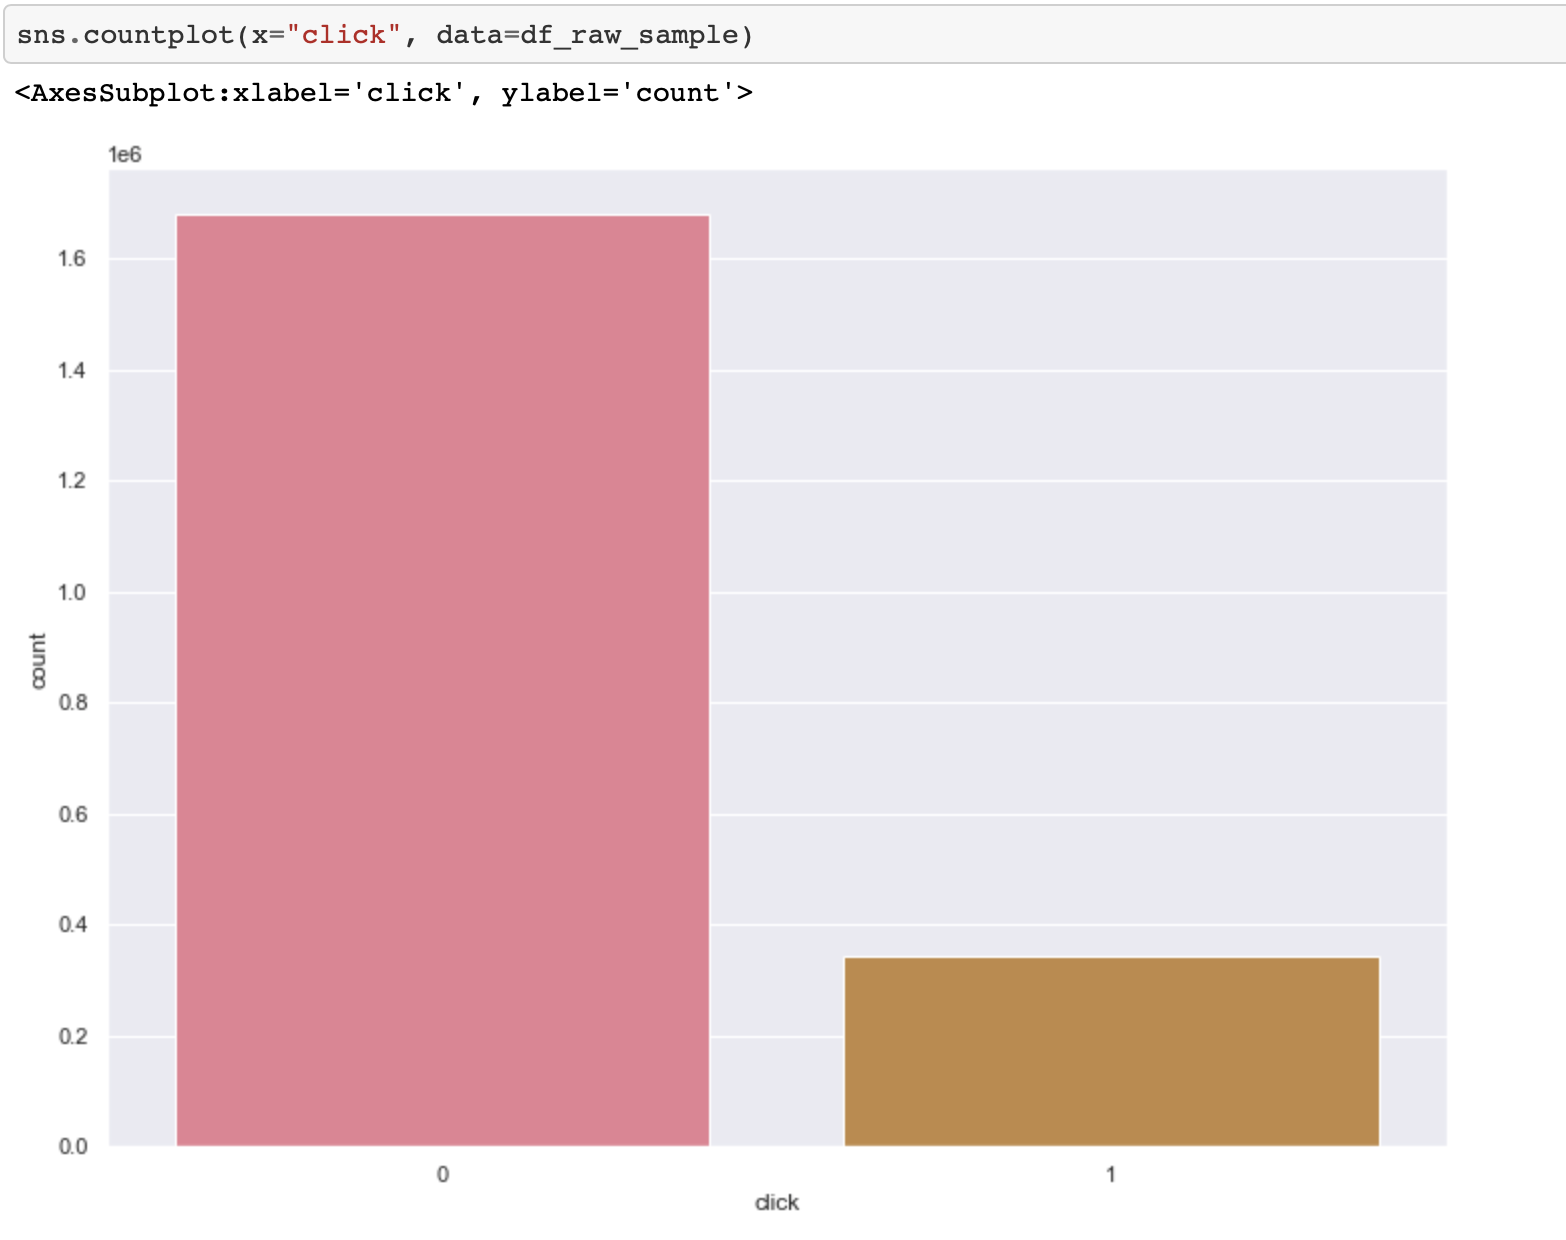 sns.countplot(x="click", data=df_raw_sample)
<AxesSubplot:xlabel='click', ylabel='count'>
1e6
1.6
1.4
1.2
1.0
0.8
0.6
0.4
0.2
0.0
count
0 1
click